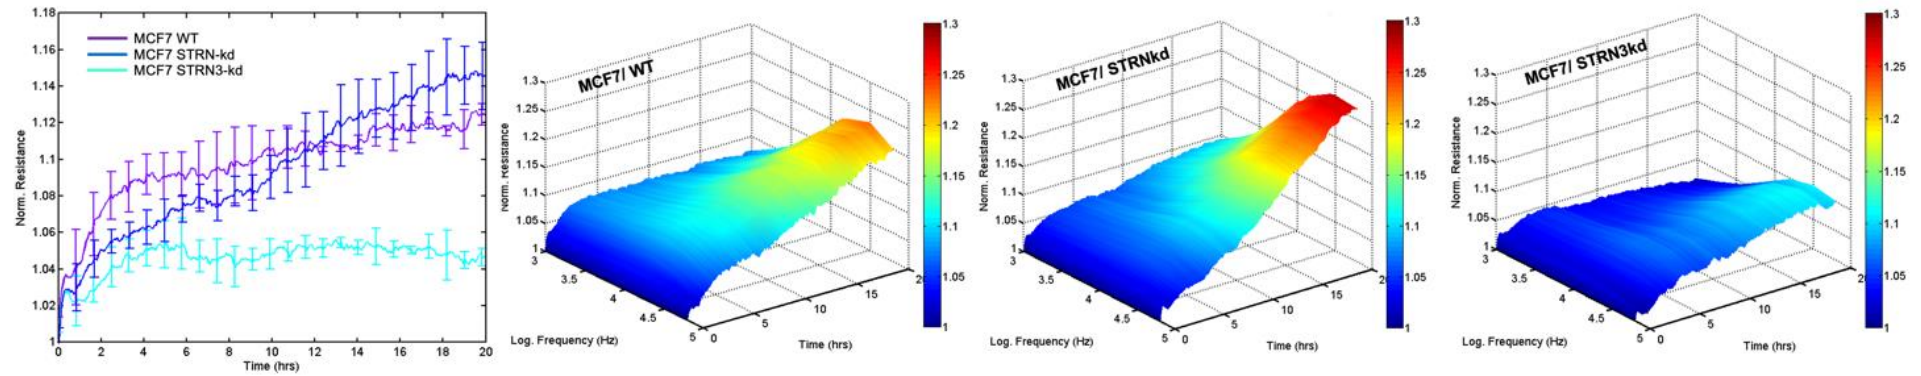 1.18
1.16
1.14
1.12
1.1
1.08
1.06
1.04
1.02
1
Norm. Resistance
MCF7 WT
MCF7 STRN-kd
MCF7 STRN3-kd
0 2 4 6 8 10 12 14 16 18 20
Time (hrs)
MCF7/ WT
1.3
1.25
1.2
1.15
1.1
1.05
1
Norm. Resistance
3 3.5 4 4.5 5
Log. Frequency (Hz)
0 5 10 15
Time (hrs)
1.3
1.25
1.2
1.15
1.1
1.05
1
MCF7/ STRNkd
1.3
1.25
1.2
1.15
1.1
1.05
1
Norm. Resistance
3 3.5 4 4.5 5
Log. Frequency (Hz)
0 5 10 15
Time (hrs)
1.3
1.25
1.2
1.15
1.1
1.05
1
MCF7/ STRN3kd
1.3
1.25
1.2
1.15
1.1
1.05
1
Norm. Resistance
3 3.5 4 4.5 5
Log. Frequency (Hz)
0 5 10 15
Time (hrs)
1.3
1.25
1.2
1.15
1.1
1.05
1